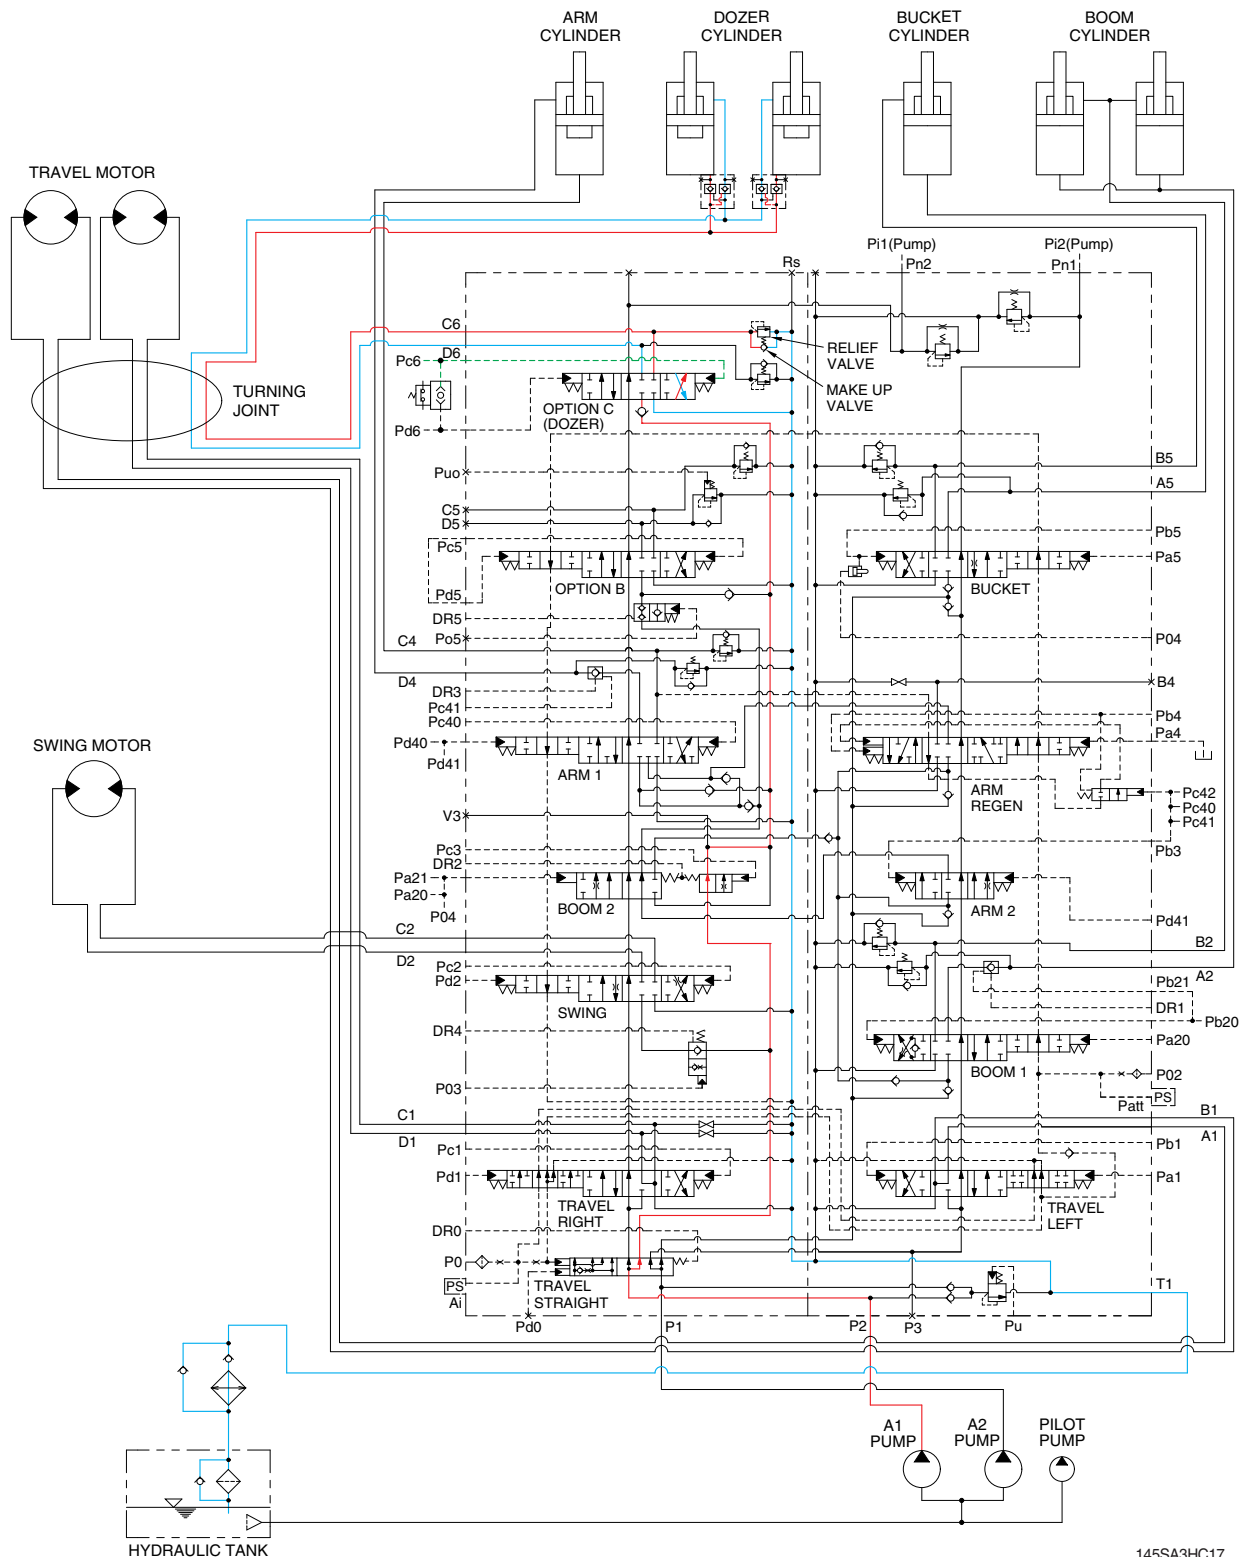 ARM
CYLINDER
DOZER
CYLINDER
BUCKET
CYLINDER
BOOM
CYLINDER
TRAVEL MOTOR
TURNING
JOINT
SWING MOTOR
Rs
Pi1(Pump)
Pn2
Pi2(Pump)
Pn1
C6
D6
Pc6
Pd6
RELIEF
VALVE
MAKE UP
VALVE
OPTION C
(DOZER)
Puo
C5
D5
Pc5
Pd5
OPTION B
DR5
Po5
B5
A5
Pb5
Pa5
BUCKET
P04
C4
D4
DR3
Pc41
Pc40
Pd40
Pd41
ARM 1
B4
Pb4
Pa4
ARM
REGEN
Pc42
Pc40
Pc41
V3
Pc3
DR2
Pa21
Pa20
P04
BOOM 2
Pb3
ARM 2
Pd41
C2
D2
Pc2
Pd2
SWING
B2
A2
Pb21
DR1
Pb20
Pa20
BOOM 1
DR4
P03
P02
PS
Patt
C1
D1
Pc1
Pd1
TRAVEL
RIGHT
B1
A1
Pb1
Pa1
TRAVEL
LEFT
DR0
P0
PS
Ai
TRAVEL
STRAIGHT
Pd0
P1
P2
P3
Pu
T1
A1
PUMP
A2
PUMP
PILOT
PUMP
HYDRAULIC TANK
145SA3HC17